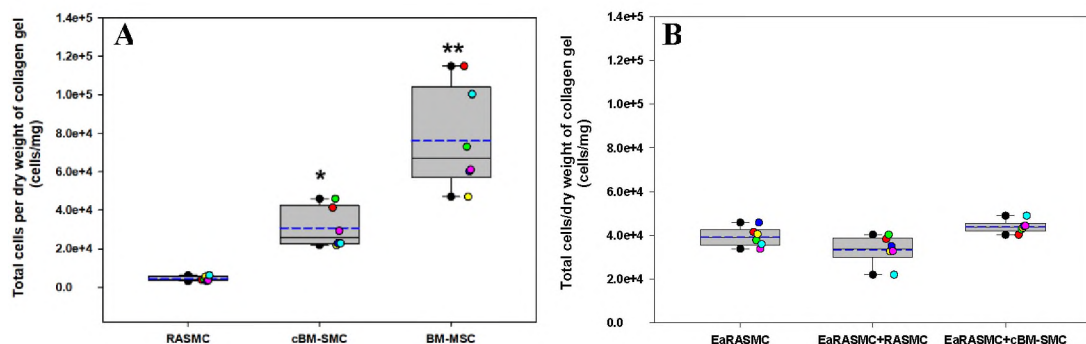 A
Total cells per dry weight of collagen gel
(cells/mg)
1.4e+5
1.2e+5
1.0e+5
8.0e+4
6.0e+4
4.0e+4
2.0e+4
0.0
*
**
RASMC
cBM-SMC
BM-MSC
B
Total cells/dry weight of collagen gel
(cells/mg)
1.4e+5
1.2e+5
1.0e+5
8.0e+4
6.0e+4
4.0e+4
2.0e+4
0
EaRASMC
EaRASMC+RASMC
EaRASMC+cBM-SMC